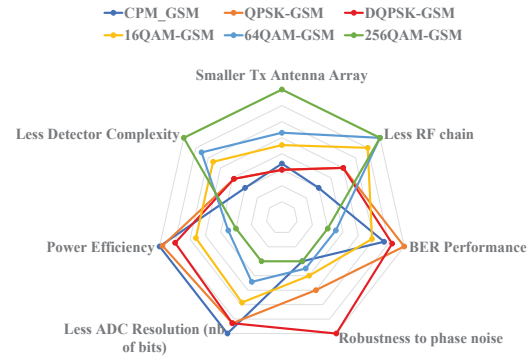 CPM_GSM QPSK-GSM DQPSK-GSM
16QAM-GSM 64QAM-GSM 256QAM-GSM
Smaller Tx Antenna Array
Less Detector Complexity
Less RF chain
Power Efficiency
BER Performance
Less ADC Resolution (nb
of bits)
Robustness to phase noise